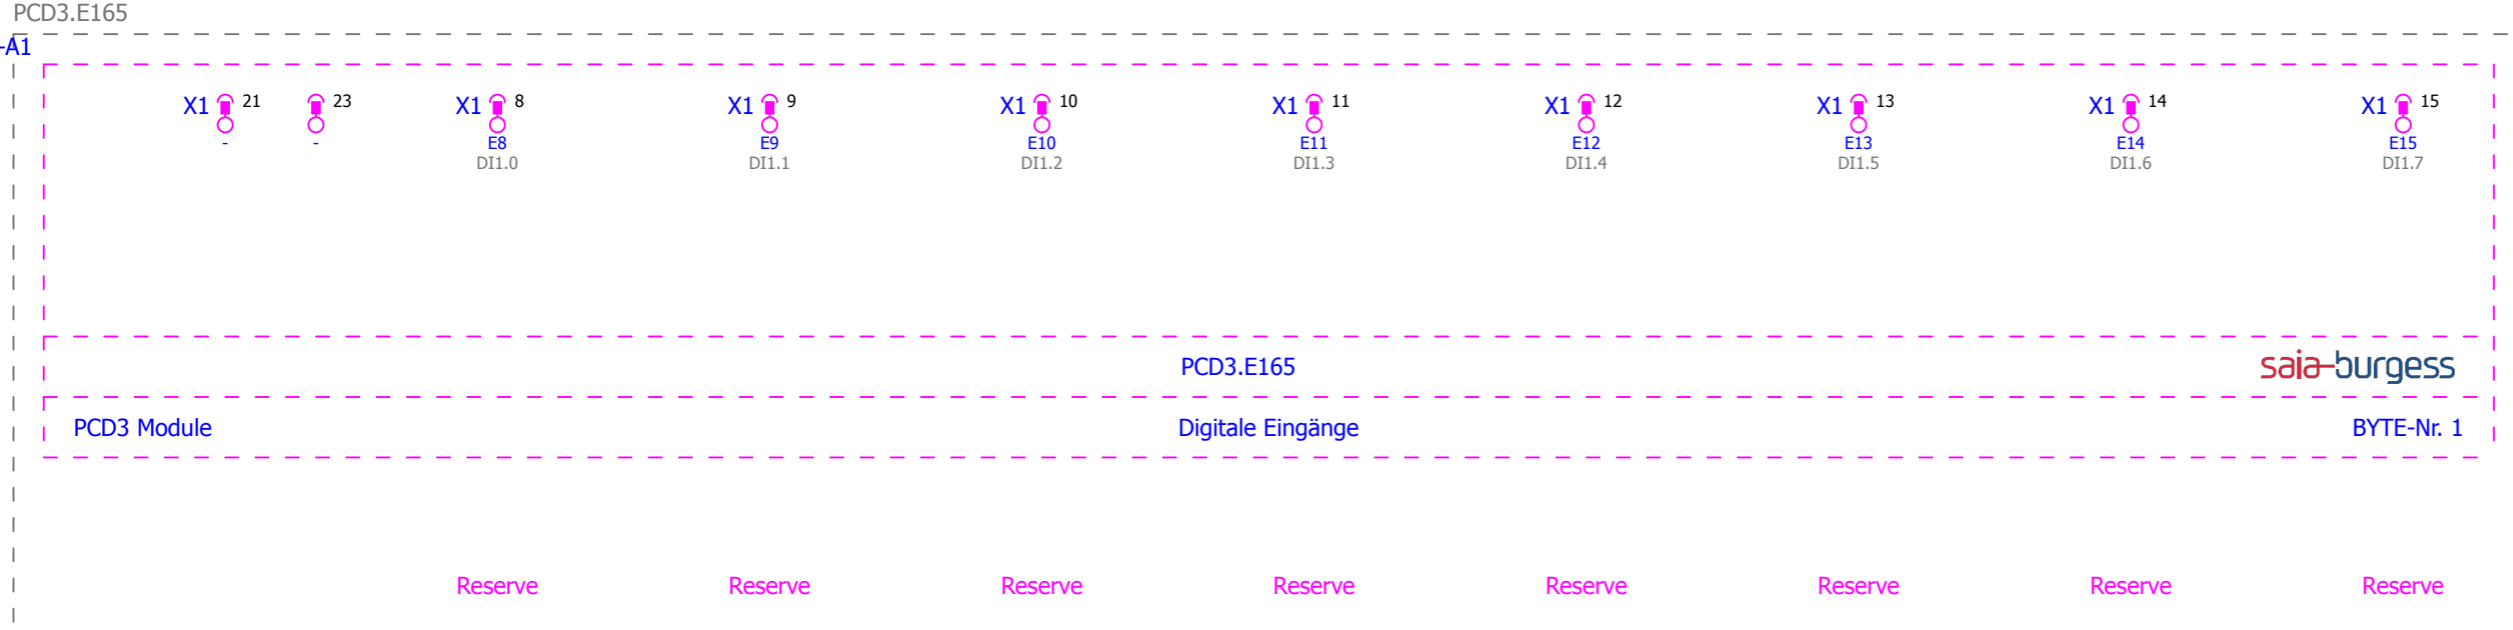 PCD3.E165
-A1
X1 21 23 X1 8 X1 9 X1 10 X1 11 X1 12 X1 13 X1 14 X1 15
- - E8 E9 E10 E11 E12 E13 E14 E15
DI1.0 DI1.1 DI1.2 DI1.3 DI1.4 DI1.5 DI1.6 DI1.7
PCD3.E165 saia-burgess
PCD3 Module Digitale Eingänge BYTE-Nr. 1
Reserve Reserve Reserve Reserve Reserve Reserve Reserve Reserve